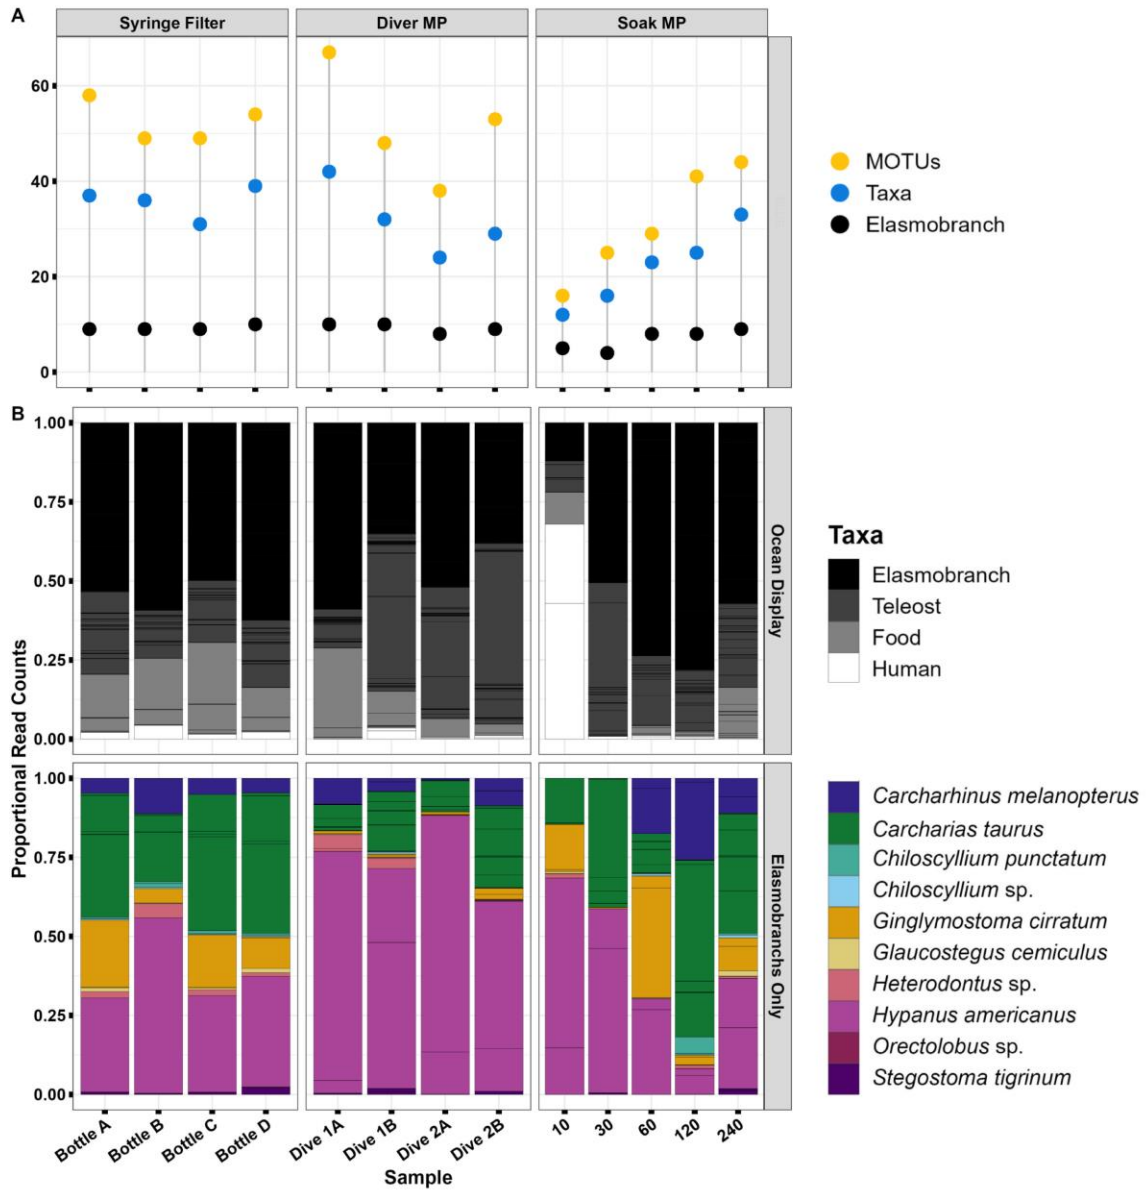 A
Syringe Filter
Diver MP
Soak MP
60
40
20
0
MOTUs
Taxa
Elasmobranch
B
1.00
0.75
0.50
0.25
0.00
Ocean Display
Taxa
Elasmobranch
Teleost
Food
Human
Proportional Read Counts
1.00
0.75
0.50
0.25
0.00
Elasmobranchs Only
Carcharhinus melanopterus
Carcharias taurus
Chiloscyllium punctatum
Chiloscyllium sp.
Ginglymostoma cirratum
Glaucostegus cemiculus
Heterodontus sp.
Hypanus americanus
Orectolobus sp.
Stegostoma tigrinum
Bottle A
Bottle B
Bottle C
Bottle D
Dive 1A
Dive 1B
Dive 2A
Dive 2B
10
30
60
120
240
Sample